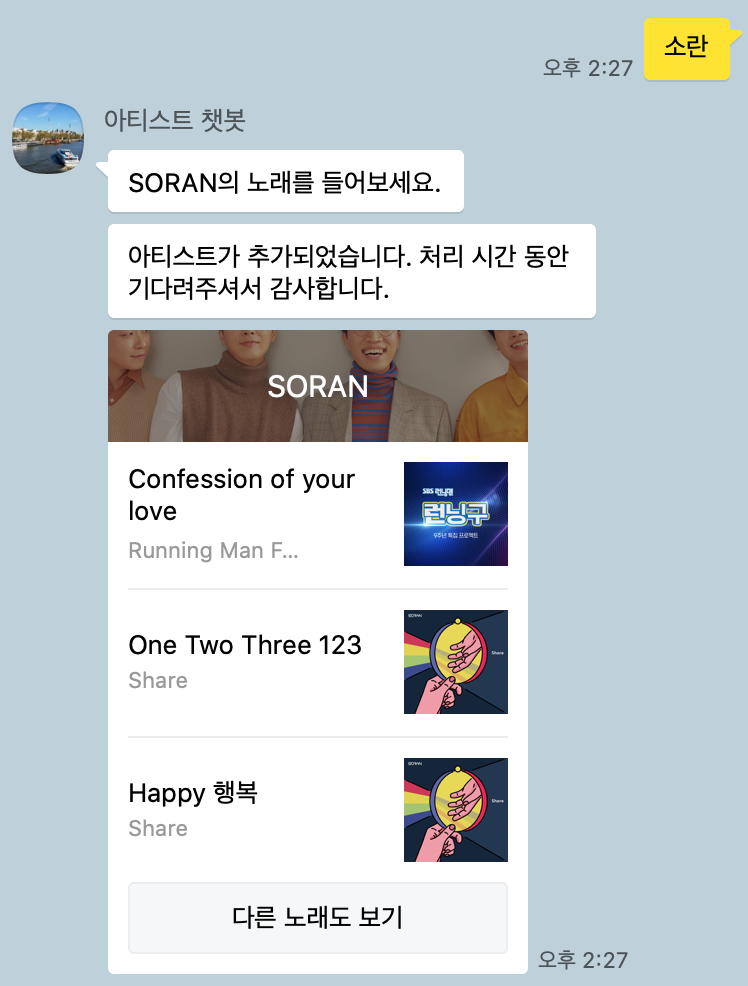 소란
오후 2:27
아티스트 챗봇
SORAN의 노래를 들어보세요.
아티스트가 추가되었습니다. 처리 시간 동안
기다려주셔서 감사합니다.
SORAN
Confession of your
love
Running Man F...
SBS 런닝맨
런닝구
9주년 특집 프로젝트
One Two Three 123
Share
SORAN
Share
Happy 행복
Share
SORAN
Share
다른 노래도 보기
오후 2:27